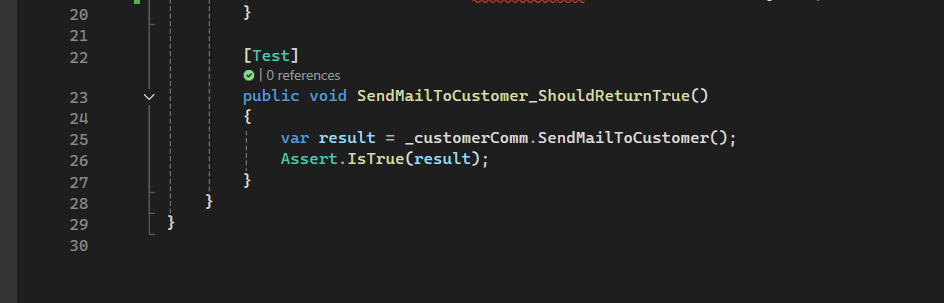 20 }
21
22 [Test]
| 0 references
23 public void SendMailToCustomer_ShouldReturnTrue()
24 {
25 var result = _customerComm.SendMailToCustomer();
26 Assert.IsTrue(result);
27 }
28 }
29 }
30